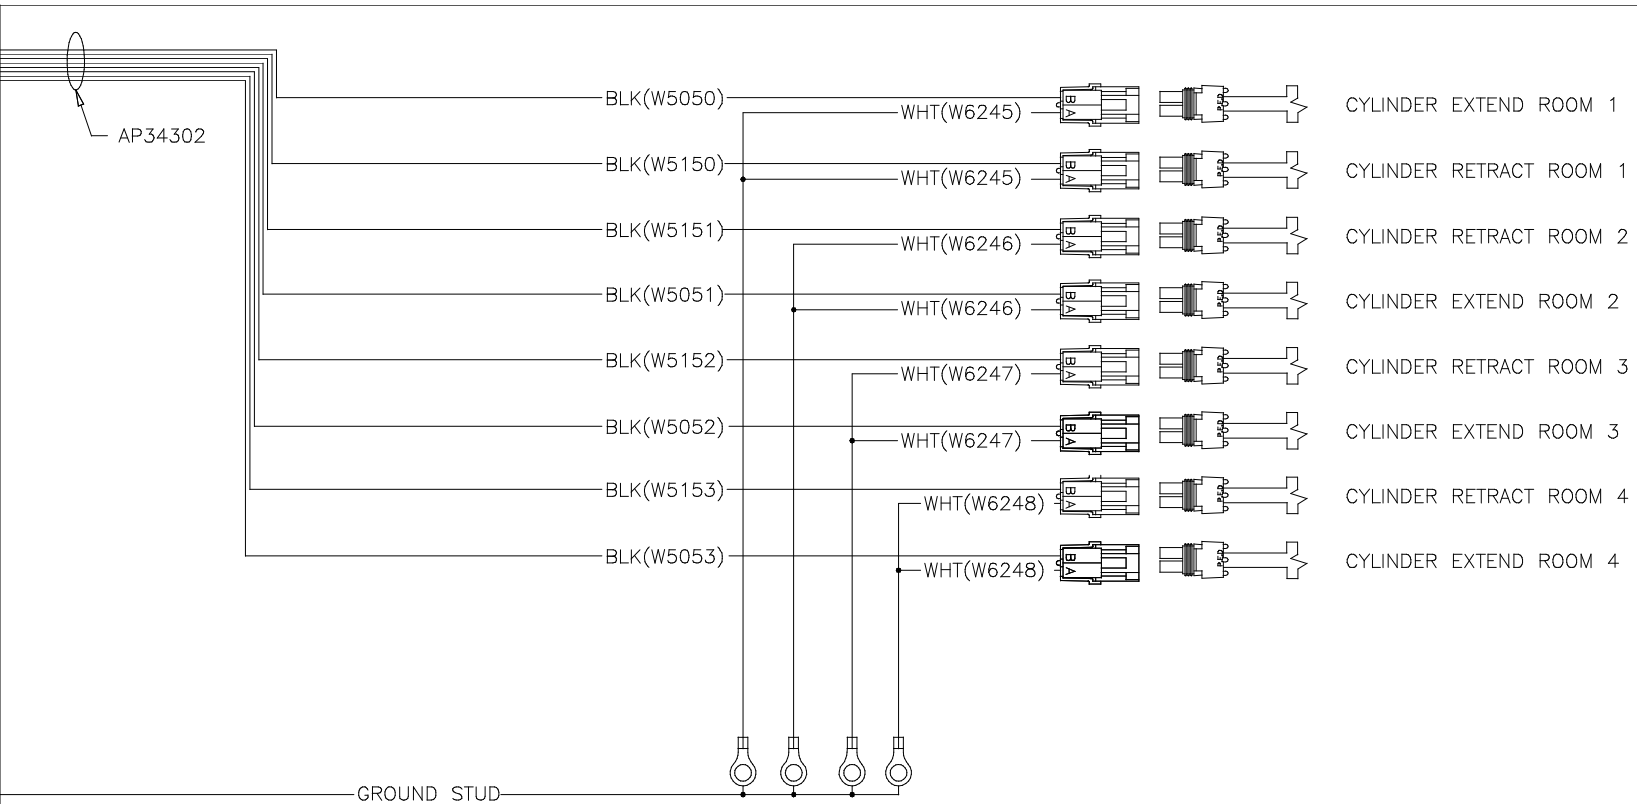 AP34302
BLK(W5050) WHT(W6245) B A CYLINDER EXTEND ROOM 1
BLK(W5150) WHT(W6245) B A CYLINDER RETRACT ROOM 1
BLK(W5151) WHT(W6246) B A CYLINDER RETRACT ROOM 2
BLK(W5051) WHT(W6246) B A CYLINDER EXTEND ROOM 2
BLK(W5152) WHT(W6247) B A CYLINDER RETRACT ROOM 3
BLK(W5052) WHT(W6247) B A CYLINDER EXTEND ROOM 3
BLK(W5153) WHT(W6248) B A CYLINDER RETRACT ROOM 4
BLK(W5053) WHT(W6248) B A CYLINDER EXTEND ROOM 4
GROUND STUD